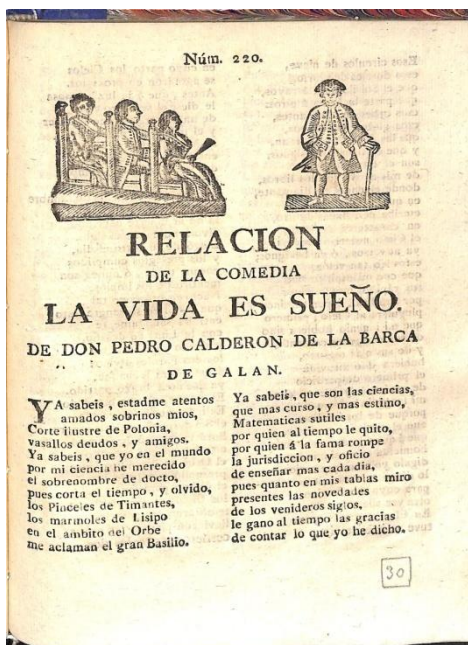 Núm. 220.
RELACION
DE LA COMEDIA
LA VIDA ES SUEÑO.
DE DON PEDRO CALDERON DE LA BARCA
DE GALAN.
YA sabeis , estadme atentos
amados sobrinos mios,
Corte ilustre de Polonia,
vasallos deudos , y amigos.
Ya sabeis , que yo en el mundo
por mi ciencia he merecido
el sobrenombre de docto,
pues corta el tiempo , y olvido,
los Pinceles de Timantes,
los marmoles de Lisipo
en el ambito del Orbe
me aclaman el gran Basilio.
Ya sabeis , que son las ciencias,
que mas curso , y mas estimo,
Matematicas sutiles
por quien al tiempo le quito,
por quien á la fama rompe
la jurisdiccion , y oficio
de enseñar mas cada dia,
pues quanto en mis tablas miro
presentes las novedades
de los venideros siglos,
le gano al tiempo las gracias
de contar lo que yo he dicho.
30